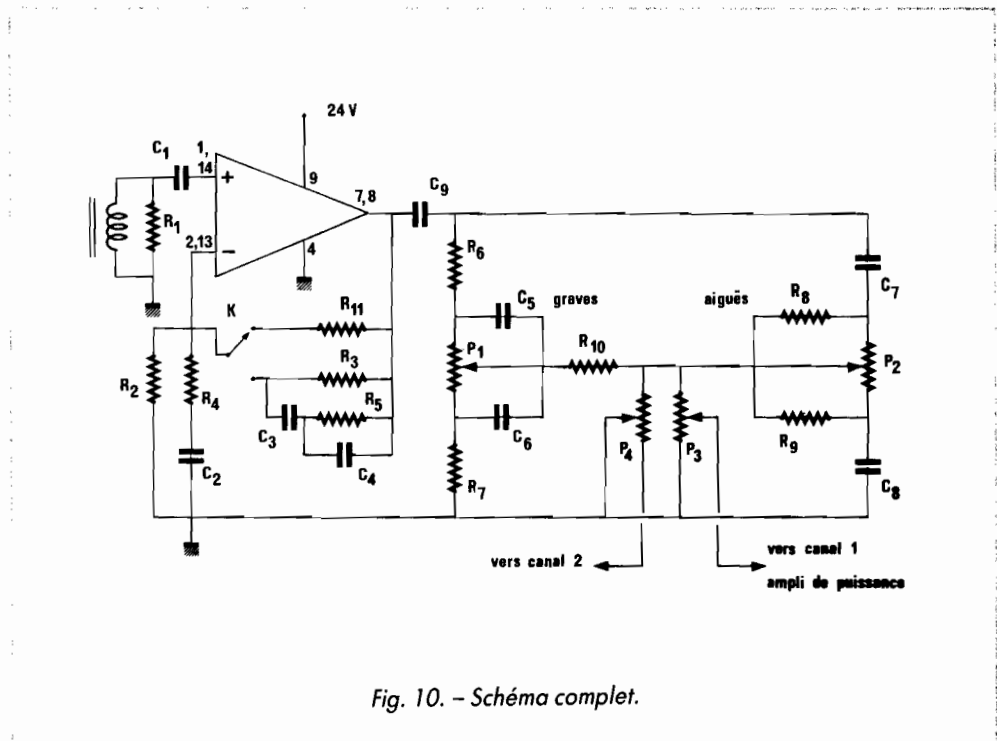 24 V
C1
1,
14
+
9
7, 8
C9
R1
2,13
−
4
R6
C7
K
R11
C5
graves
aiguës
R8
P1
R10
P2
R3
R2
R4
R5
C3
C6
P4
P3
R9
C4
C2
R7
C8
vers canal 2
vers canal 1
ampli de puissance
Fig. 10. – Schéma complet.